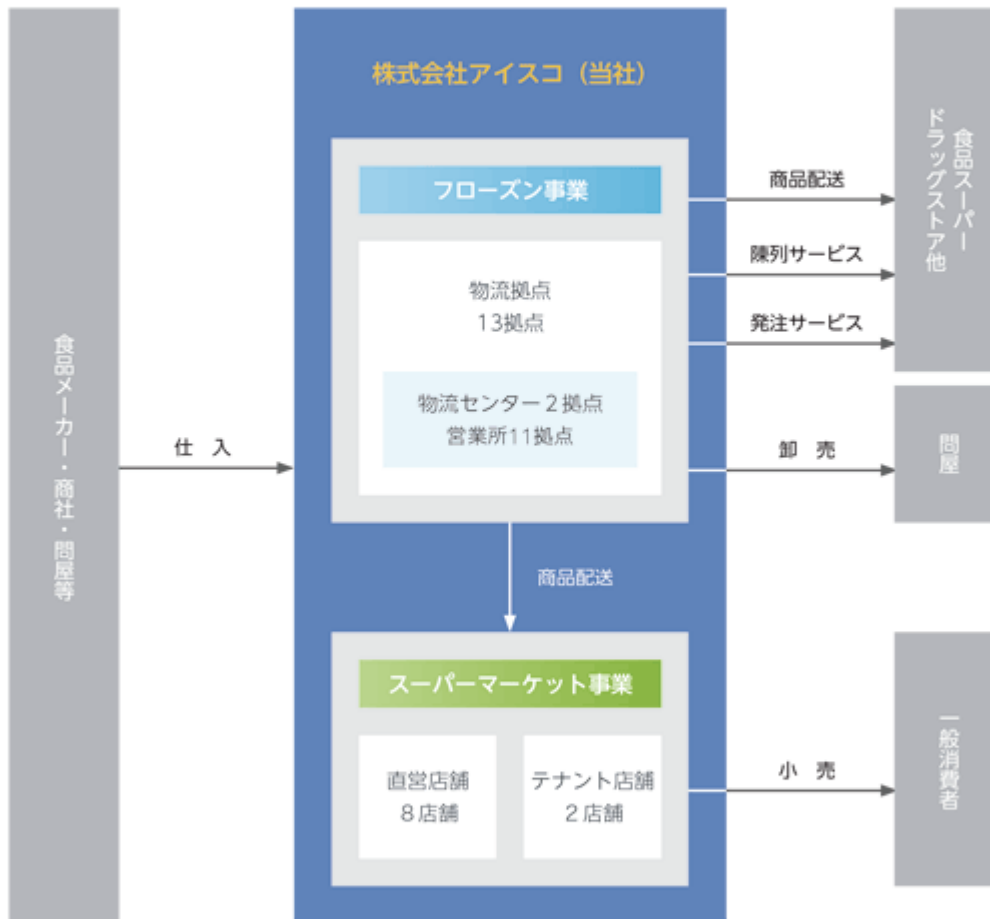 株式会社アイスコ（当社）
フローズン事業
物流拠点
13拠点
物流センター２拠点
営業所11拠点
商品配送
スーパーマーケット事業
直営店舗
８店舗
テナント店舗
２店舗
食品メーカー・商社・問屋等
仕　入
商品配送
陳列サービス
発注サービス
食品スーパー
ドラッグストア他
卸　売
問屋
小　売
一般消費者